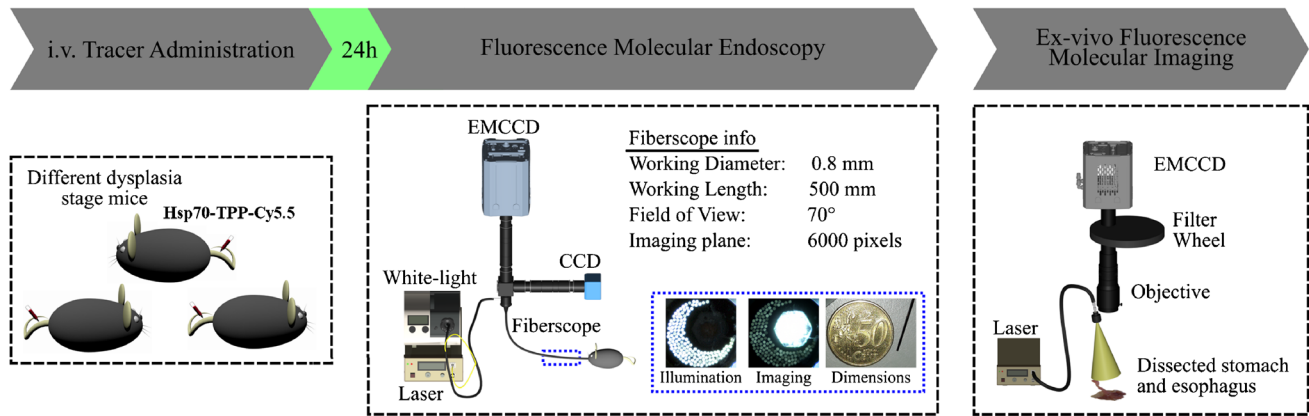 i.v. Tracer Administration
24h
Fluorescence Molecular Endoscopy
Ex-vivo Fluorescence
Molecular Imaging
Different dysplasia
stage mice
Hsp70-TPP-Cy5.5
EMCCD
CCD
White-light
Fiberscope
Laser
Fiberscope info
Working Diameter: 0.8 mm
Working Length: 500 mm
Field of View: 70°
Imaging plane: 6000 pixels
50
Illumination
Imaging
Dimensions
EMCCD
Filter
Wheel
Objective
Laser
Dissected stomach
and esophagus